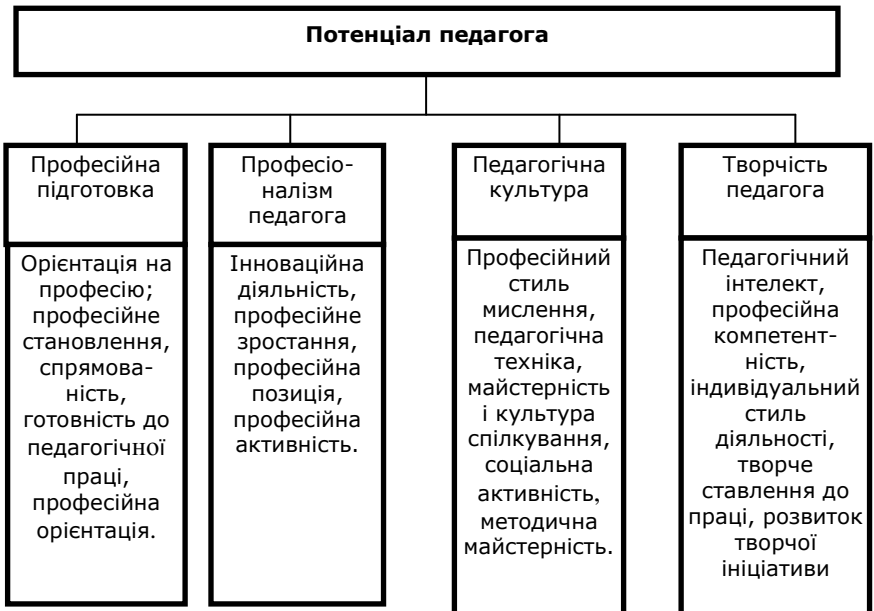 Потенціал педагога
Професійна
підготовка
Орієнтація на
професію;
професійне
становлення,
спрямова-
ність,
готовність до
педагогічної
праці,
професійна
орієнтація.
Професіо-
налізм
педагога
Інноваційна
діяльність,
професійне
зростання,
професійна
позиція,
професійна
активність.
Педагогічна
культура
Професійний
стиль
мислення,
педагогічна
техніка,
майстерність
і культура
спілкування,
соціальна
активність,
методична
майстерність.
Творчість
педагога
Педагогічний
інтелект,
професійна
компетент-
ність,
індивідуальний
стиль
діяльності,
творче
ставлення до
праці, розвиток
творчої
ініціативи